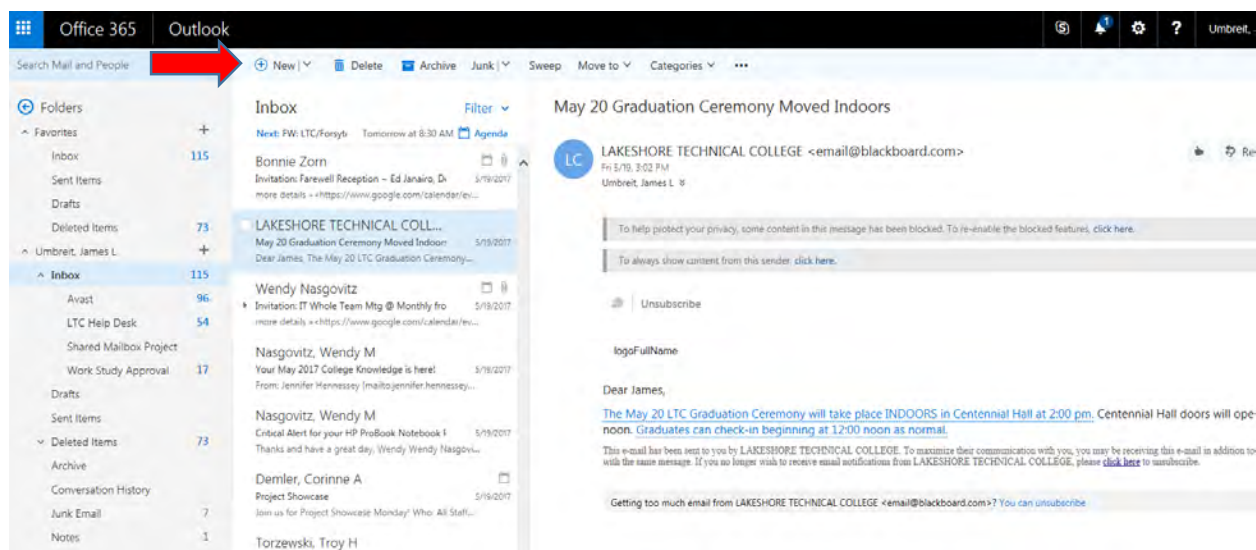 Office 365 Outlook 1 ? Umbreit,
Search Mail and People
New Delete Archive Junk Sweep Move to Categories •••
Folders
Favorites +
Inbox 115
Sent Items
Drafts
Deleted Items 73
Umbreit, James L +
Inbox 115
Avast 96
LTC Help Desk 54
Shared Mailbox Project
Work Study Approval 17
Drafts
Sent Items
Deleted Items 73
Archive
Conversation History
Junk Email 7
Notes 1
Inbox Filter
Next: FW: LTC/Forsyt Tomorrow at 8:30 AM Agenda
Bonnie Zorn
Invitation: Farewell Reception – Ed Janairo, D 5/19/2017
more details » <https://www.google.com/calendar/ev...
LAKESHORE TECHNICAL COLL...
May 20 Graduation Ceremony Moved Indoors 5/19/2017
Dear James, The May 20 LTC Graduation Ceremony...
Wendy Nasgovitz
Invitation: IT Whole Team Mtg @ Monthly fro 5/19/2017
more details » <https://www.google.com/calendar/ev...
Nasgovitz, Wendy M
Your May 2017 College Knowledge is here! 5/19/2017
From: Jennifer Hennessey [mailto:jennifer.hennessey...
Nasgovitz, Wendy M
Critical Alert for your HP ProBook Notebook 5/19/2017
Thanks and have a great day, Wendy Wendy Nasgovi...
Demler, Corinne A
Project Showcase 5/19/2017
Join us for Project Showcase Monday! Who: All Staff...
Torzewski, Troy H
May 20 Graduation Ceremony Moved Indoors
LC
LAKESHORE TECHNICAL COLLEGE <email@blackboard.com>
Re
Fri 5/19, 3:02 PM
Umbreit, James L
To help protect your privacy, some content in this message has been blocked. To re-enable the blocked features, click here.
To always show content from this sender, click here.
Unsubscribe
logoFullName
Dear James,
The May 20 LTC Graduation Ceremony will take place INDOORS in Centennial Hall at 2:00 pm. Centennial Hall doors will ope
noon. Graduates can check-in beginning at 12:00 noon as normal.
This e-mail has been sent to you by LAKESHORE TECHNICAL COLLEGE. To maximize their communication with you, you may be receiving this e-mail in addition to
with the same message. If you no longer wish to receive email notifications from LAKESHORE TECHNICAL COLLEGE, please click here to unsubscribe.
Getting too much email from LAKESHORE TECHNICAL COLLEGE <email@blackboard.com>? You can unsubscribe